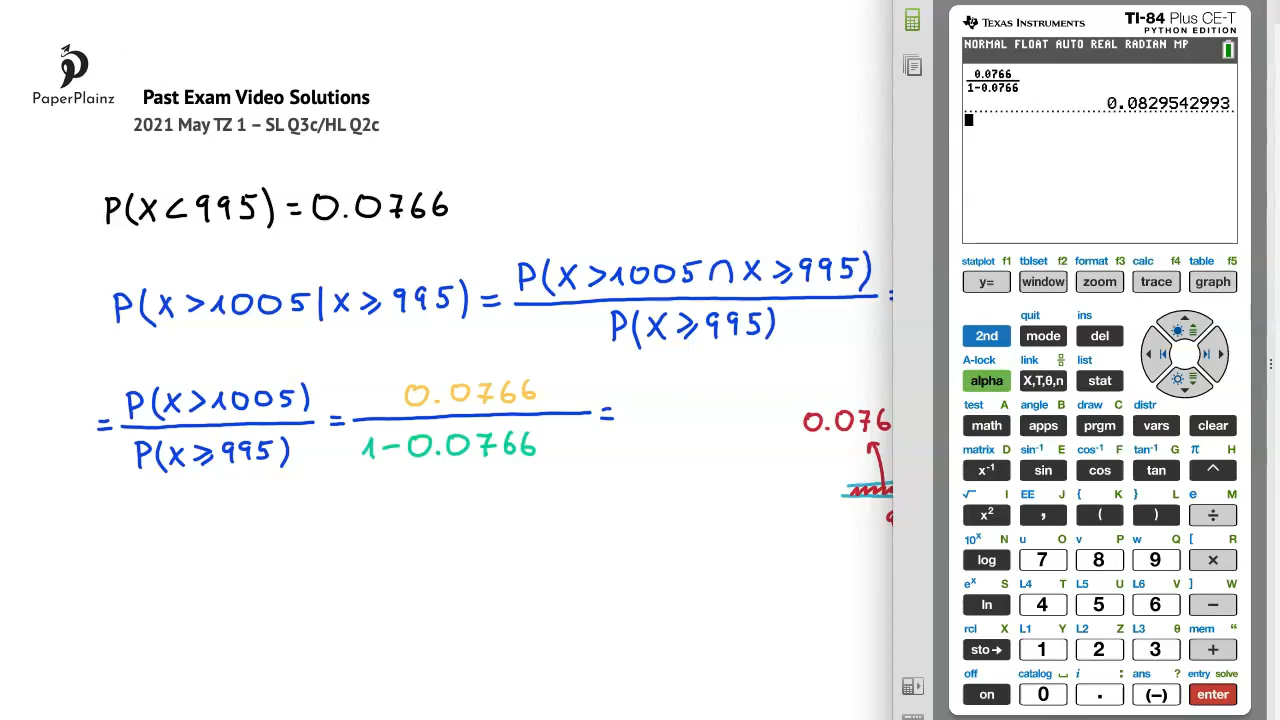 PaperPlainz
Past Exam Video Solutions
2021 May TZ 1 – SL Q3c/HL Q2c
P(X<995)=0.0766
P(X>1005|X≥995)=P(X>1005∩X≥995)/P(X≥995)=
=P(X>1005)/P(X≥995)=0.0766/1-0.0766=
0.076
TEXAS INSTRUMENTS TI-84 Plus CE-T
PYTHON EDITION
NORMAL FLOAT AUTO REAL RADIAN MP
0.0766
1-0.0766
0.0829542993
statplot f1 tblset f2 format f3 calc f4 table f5
y= window zoom trace graph
quit ins
2nd mode del
A-lock link list
alpha X,T,θ,n stat
test A angle B draw C distr
math apps prgm vars clear
matrix D sin⁻¹ E cos⁻¹ F tan⁻¹ G π H
x⁻¹ sin cos tan ^
√ I EE J { K } L e M
x² , ( ) ÷
10ˣ N u O v P w Q [ R
log 7 8 9 ×
eˣ S L4 T L5 U L6 V ] W
ln 4 5 6 −
rcl X L1 Y L2 Z L3 θ mem “
sto→ 1 2 3 +
off catalog ␣ i : ans ? entry solve
on 0 . (−) enter